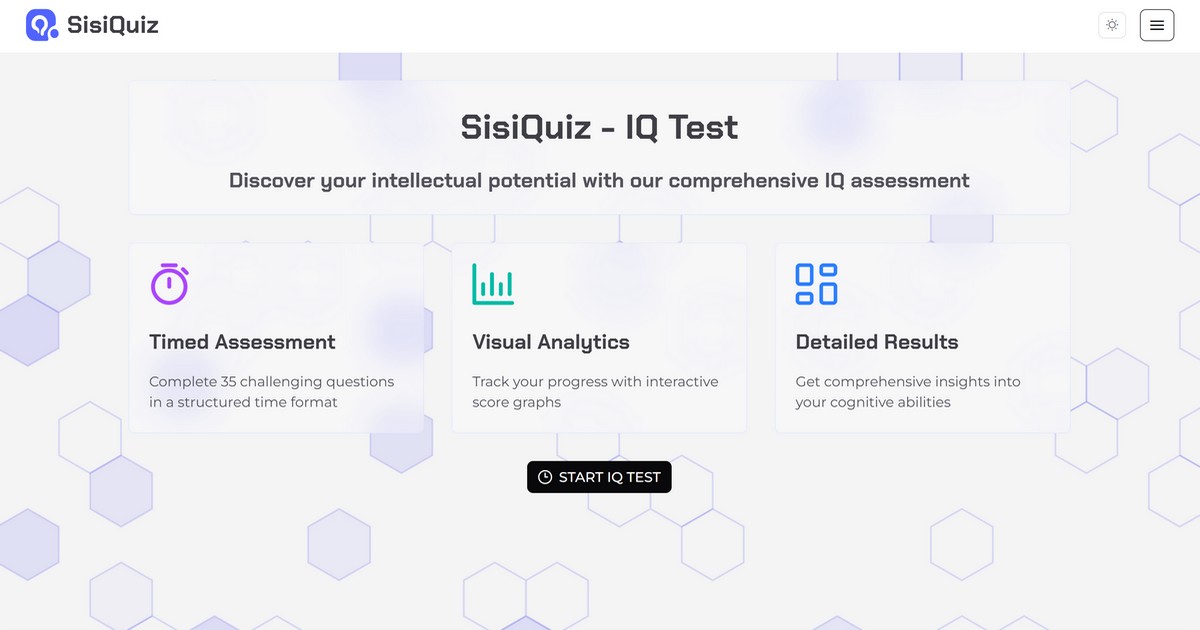 SisiQuiz
SisiQuiz - IQ Test
Discover your intellectual potential with our comprehensive IQ assessment
Timed Assessment
Complete 35 challenging questions
in a structured time format
Visual Analytics
Track your progress with interactive
score graphs
Detailed Results
Get comprehensive insights into
your cognitive abilities
START IQ TEST